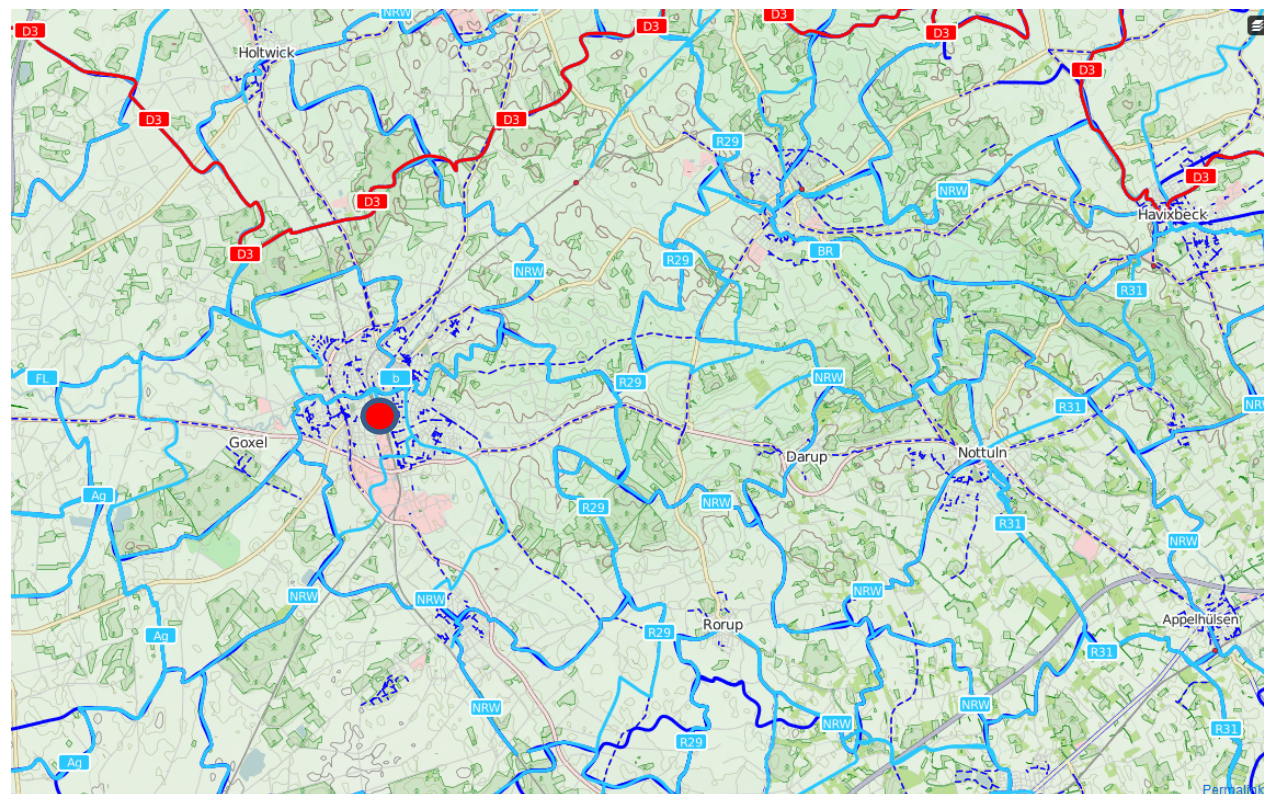 NRW
D3
D3
D3
D3
Holtwick
D3
D3
D3
R29
D3
D3
NRW
Havixbeck
D3
BR
R29
NRW
R31
FL
b
R29
NRW
R31
NRW
Goxel
Darup
Nottuln
Ag
R29
NRW
R31
NRW
NRW
NRW
NRW
Ag
R29
Rorup
Appelhülsen
R31
NRW
NRW
NRW
R31
R29
Ag
Permalink